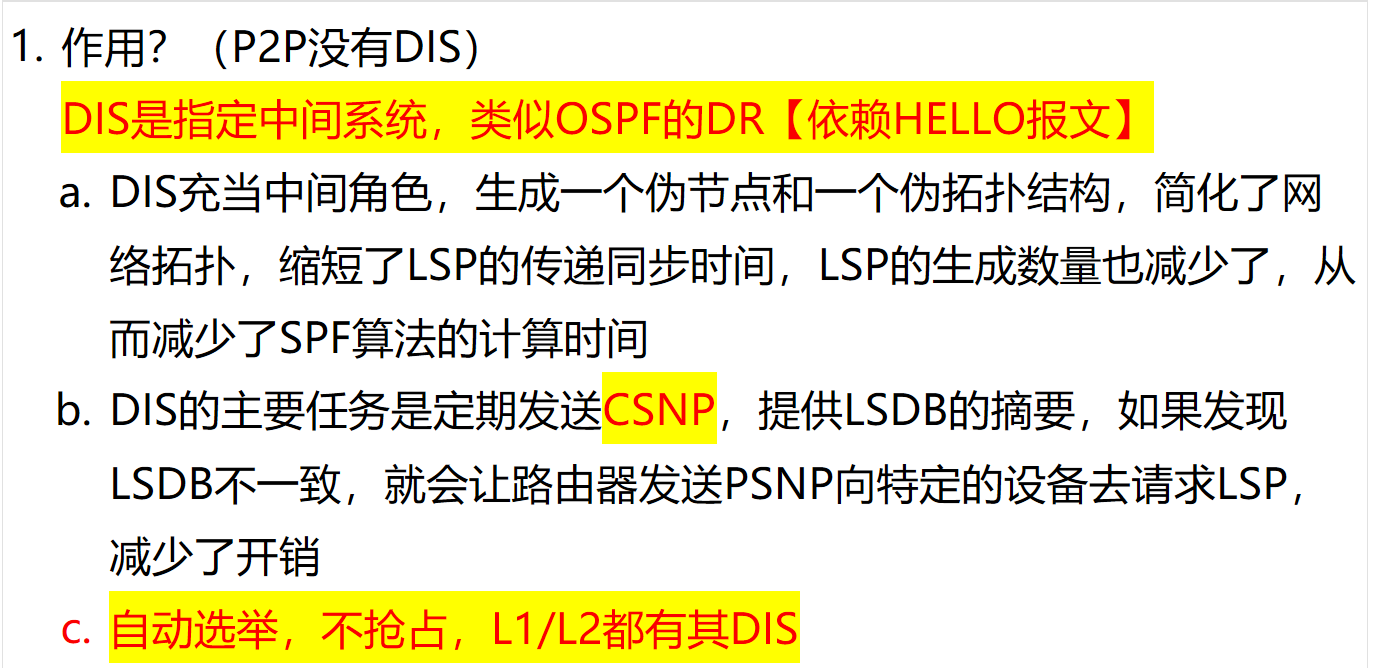 1. 作用？（P2P没有DIS）
DIS是指定中间系统，类似OSPF的DR【依赖HELLO报文】
a. DIS充当中间角色，生成一个伪节点和一个伪拓扑结构，简化了网
络拓扑，缩短了LSP的传递同步时间，LSP的生成数量也减少了，从
而减少了SPF算法的计算时间
b. DIS的主要任务是定期发送CSNP，提供LSDB的摘要，如果发现
LSDB不一致，就会让路由器发送PSNP向特定的设备去请求LSP，
减少了开销
c. 自动选举，不抢占，L1/L2都有其DIS